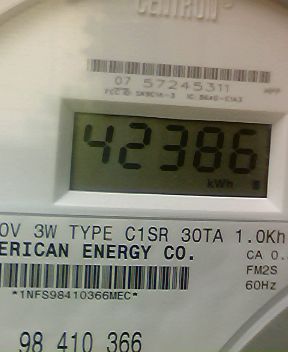 CENTRON
07 57245311
42386
kWh
0V 3W TYPE C1SR 30TA 1.0Kh
ERICAN ENERGY CO.
CA 0.
FM2S
60Hz
*1NFS98410366MEC*
98 410 366